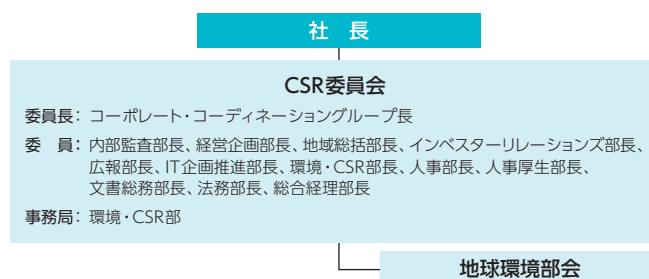 社 長
CSR委員会
委員長：コーポレート・コーディネーショングループ長
委　員：内部監査部長、経営企画部長、地域総括部長、インベスターリレーションズ部長、
広報部長、IT企画推進部長、環境・CSR部長、人事部長、人事厚生部長、
文書総務部長、法務部長、総合経理部長
事務局：環境・CSR部
地球環境部会